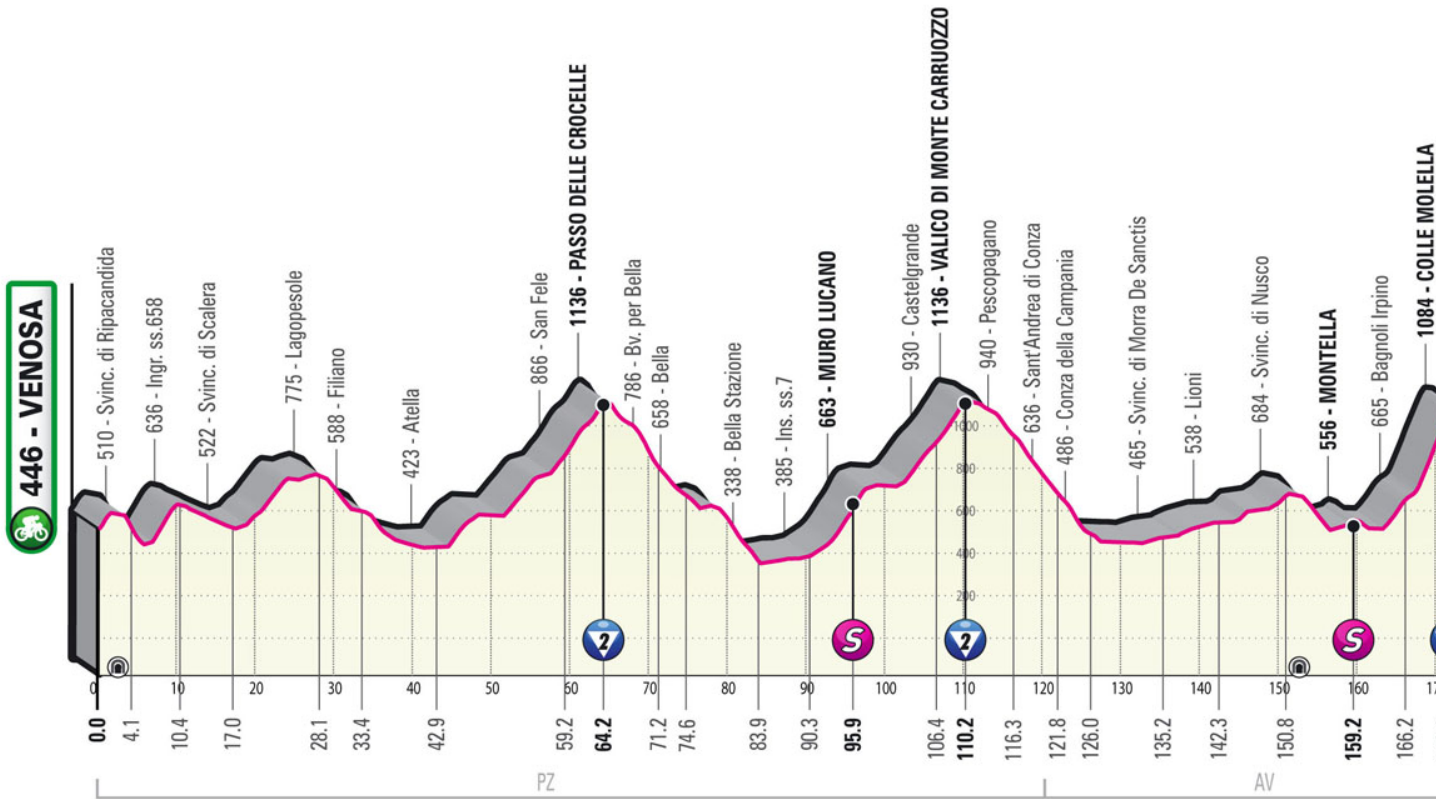 446 - VENOSA
510 - Svinc. di Ripacandida
636 - Ingr. ss.658
522 - Svinc. di Scalera
775 - Lagopesole
588 - Filiano
423 - Atella
866 - San Fele
1136 - PASSO DELLE CROCELLE
786 - Bv. per Bella
658 - Bella
338 - Bella Stazione
385 - Ins. ss.7
663 - MURO LUCANO
930 - Castelgrande
1136 - VALICO DI MONTE CARRUOZZO
940 - Pescopagano
636 - Sant'Andrea di Conza
486 - Conza della Campania
465 - Svinc. di Morra De Sanctis
538 - Lioni
684 - Svinc. di Nusco
556 - MONTELLA
665 - Bagnoli Irpino
1084 - COLLE MOLELLA
1000
800
600
400
200
2
S
2
S
0 10 20 30 40 50 60 70 80 90 100 110 120 130 140 150 160
0.0 4.1 10.4 17.0 28.1 33.4 42.9 59.2 64.2 71.2 74.6 83.9 90.3 95.9 106.4 110.2 116.3 121.8 126.0 135.2 142.3 150.8 159.2 166.2
PZ AV